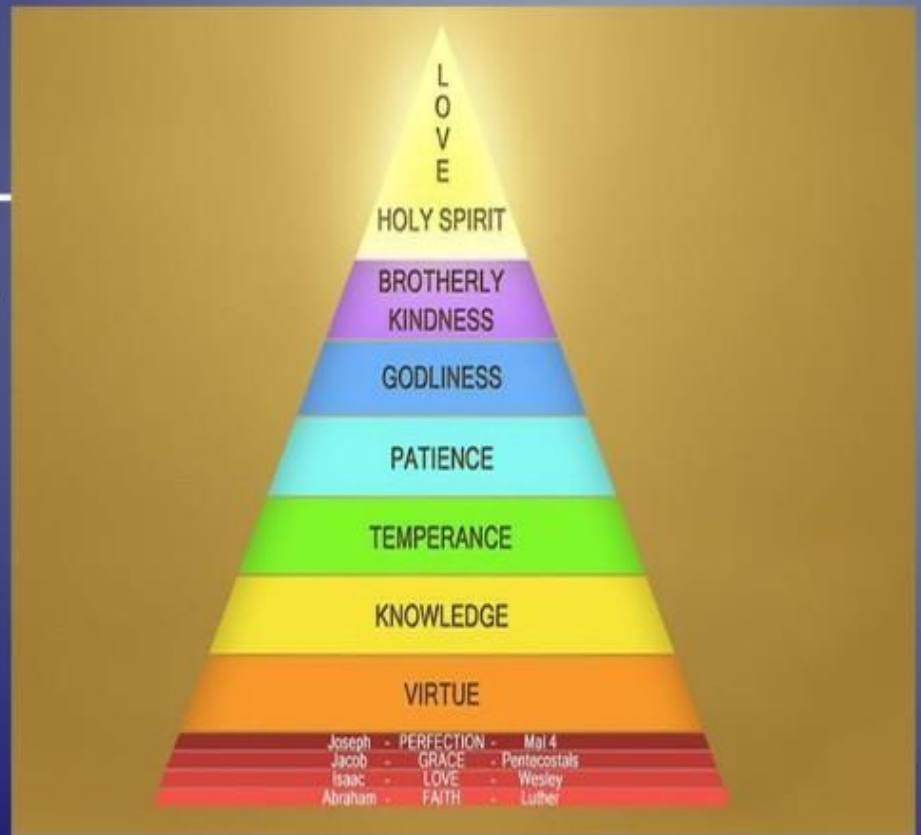 L
O
V
E
HOLY SPIRIT
BROTHERLY
KINDNESS
GODLINESS
PATIENCE
TEMPERANCE
KNOWLEDGE
VIRTUE
Joseph - PERFECTION - Mal 4
Jacob - GRACE - Pentecostals
Isaac - LOVE - Wesley
Abraham - FAITH - Luther